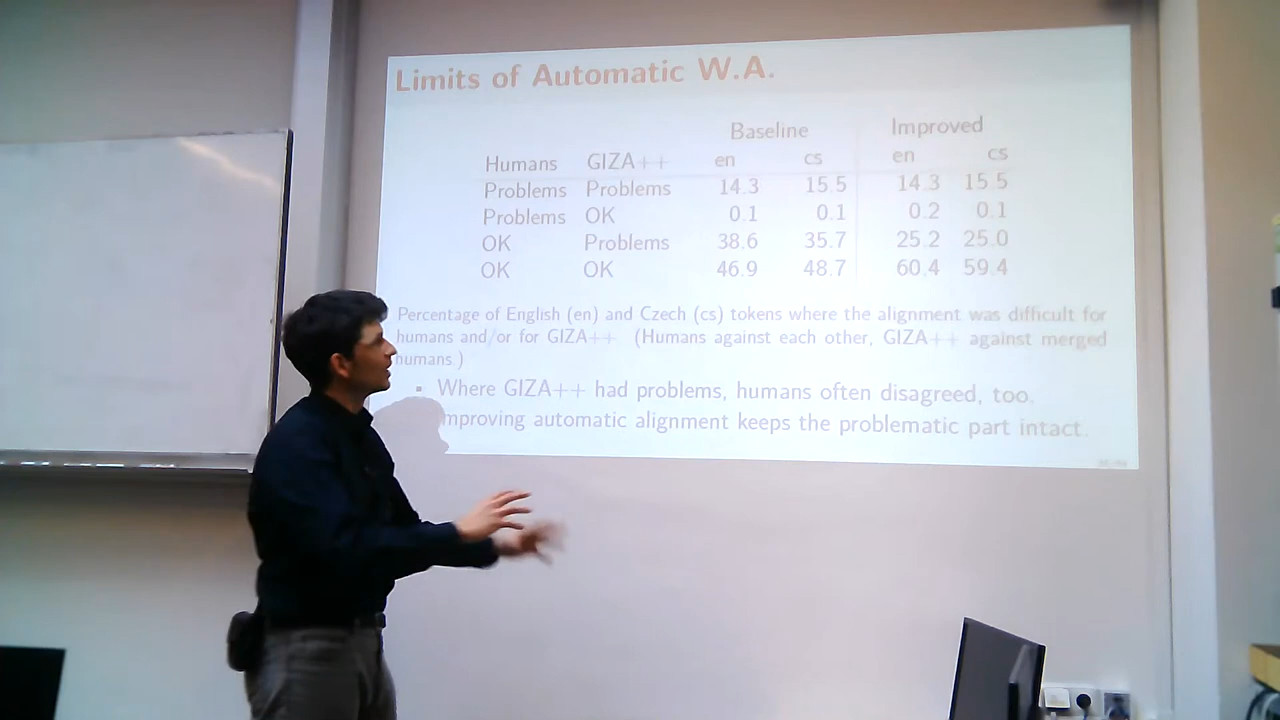 Limits of Automatic W.A.
Baseline Improved
Humans GIZA++ en cs en cs
Problems Problems 14.3 15.5 14.3 15.5
Problems OK 0.1 0.1 0.2 0.1
OK Problems 38.6 35.7 25.2 25.0
OK OK 46.9 48.7 60.4 59.4
Percentage of English (en) and Czech (cs) tokens where the alignment was difficult for
humans and/or for GIZA++ (Humans against each other, GIZA++ against merged
humans.)
▪ Where GIZA++ had problems, humans often disagreed, too.
mproving automatic alignment keeps the problematic part intact.